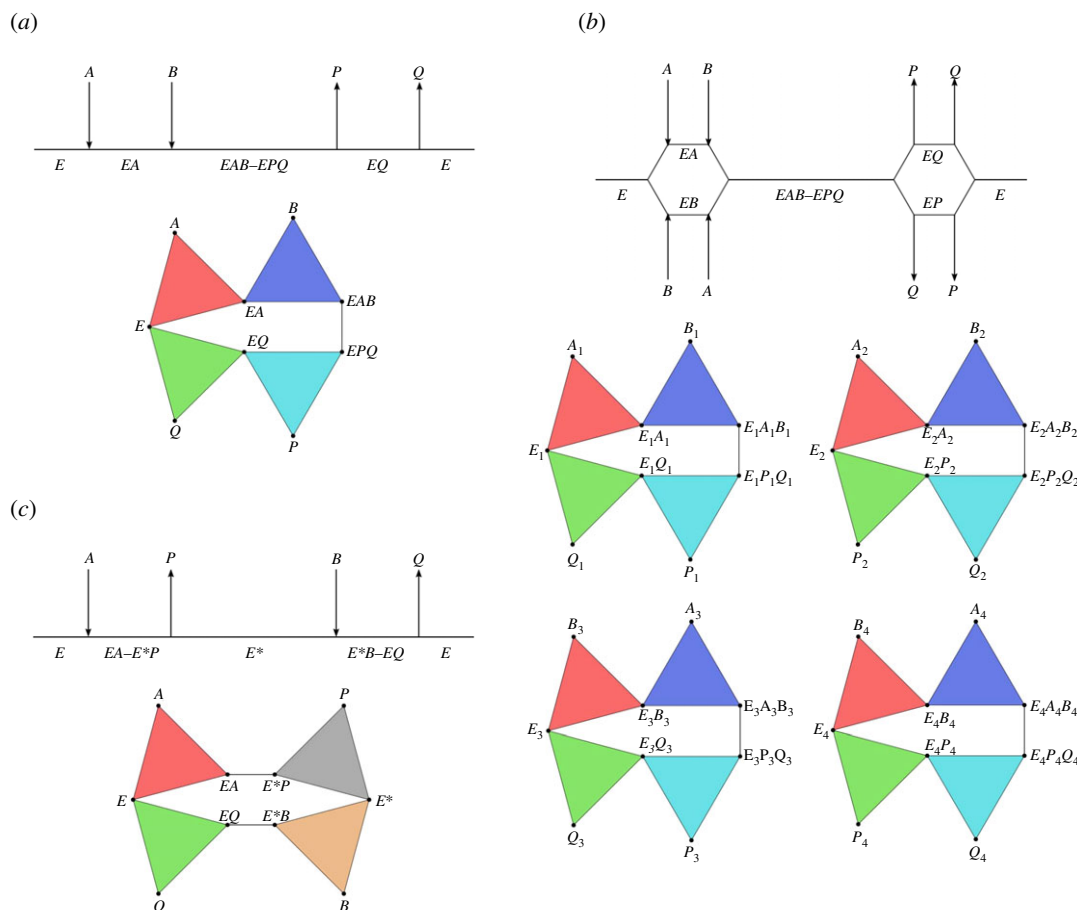 (a)
A B P Q
E EA EAB–EPQ EQ E
A B
EA EAB
E EQ EPQ
Q P
(b)
A B P Q
EA EQ
E EAB–EPQ E
EB EP
B A Q P
A1 B1 A2 B2
E1A1 E1A1B1 E2A2 E2A2B2
E1 E1Q1 E1P1Q1 E2 E2P2 E2P2Q2
Q1 P1 P2 Q2
B3 A3 B4 A4
E3B3 E3A3B3 E4B4 E4A4B4
E3 E3Q3 E3P3Q3 E4 E4P4 E4P4Q4
Q3 P3 P4 Q4
(c)
A P B Q
E EA–E*P E* E*B–EQ E
A P
EA E*P
E E*
EQ E*B
Q B